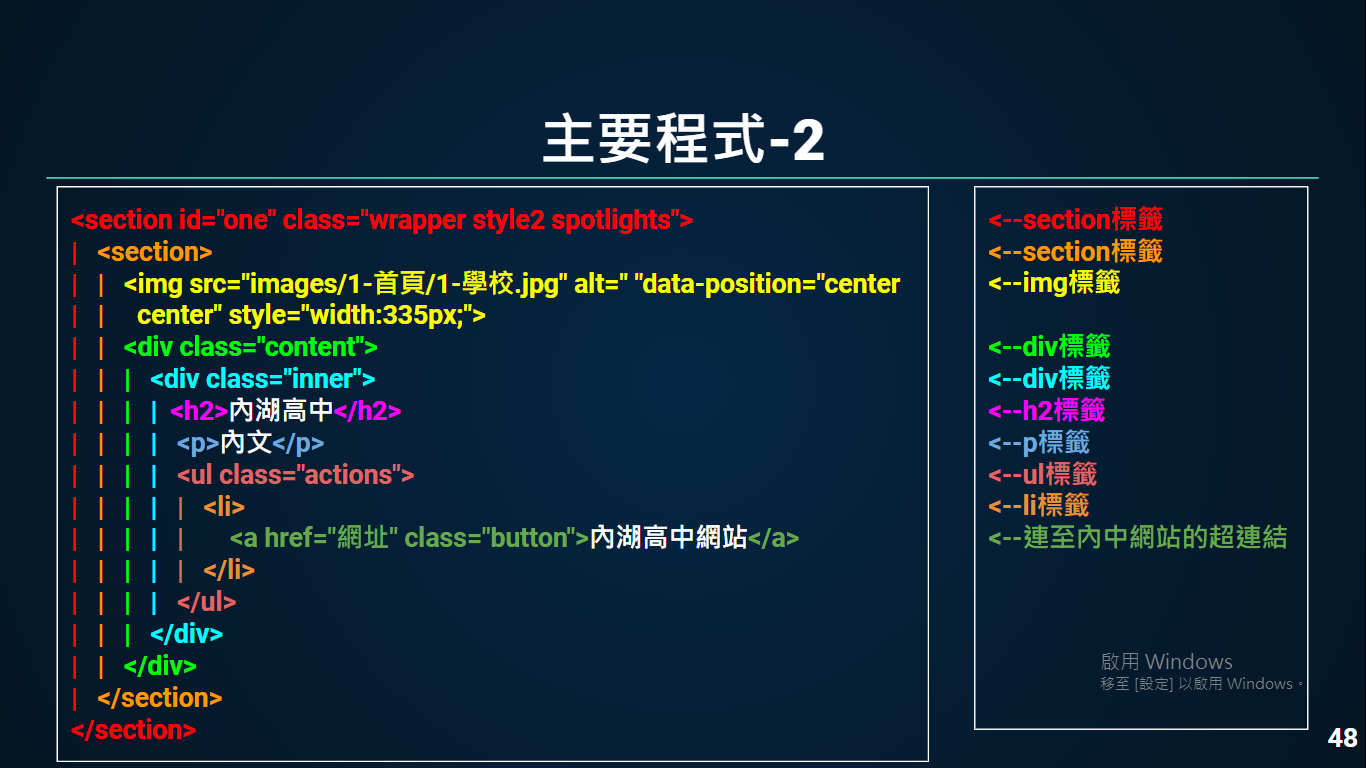 主要程式-2
<section id="one" class="wrapper style2 spotlights">
| <section>
| | <img src="images/1-首頁/1-學校.jpg" alt=" "data-position="center
| | center" style="width:335px;">
| | <div class="content">
| | | <div class="inner">
| | | | <h2>內湖高中</h2>
| | | | <p>內文</p>
| | | | <ul class="actions">
| | | | | <li>
| | | | | <a href="網址" class="button">內湖高中網站</a>
| | | | | </li>
| | | | </ul>
| | | </div>
| | </div>
| </section>
</section>
<--section標籤
<--section標籤
<--img標籤
<--div標籤
<--div標籤
<--h2標籤
<--p標籤
<--ul標籤
<--li標籤
<--連至內中網站的超連結
啟用 Windows
移至 [設定] 以啟用 Windows。
48